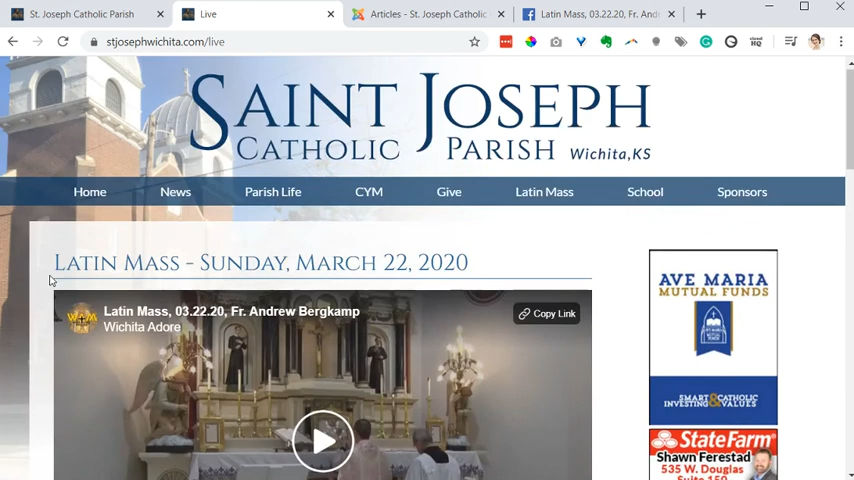 St. Joseph Catholic Parish
Live
Articles - St. Joseph Catholic
Latin Mass, 03.22.20, Fr. And
stjosephwichita.com/live
SAINT JOSEPH
CATHOLIC PARISH Wichita,KS
Home News Parish Life CYM Give Latin Mass School Sponsors
LATIN MASS - SUNDAY, MARCH 22, 2020
Latin Mass, 03.22.20, Fr. Andrew Bergkamp
Wichita Adore
Copy Link
AVE MARIA
MUTUAL FUNDS
SMART & CATHOLIC
INVESTING VALUES
StateFarm
Shawn Ferestad
535 W. Douglas
Suite 150